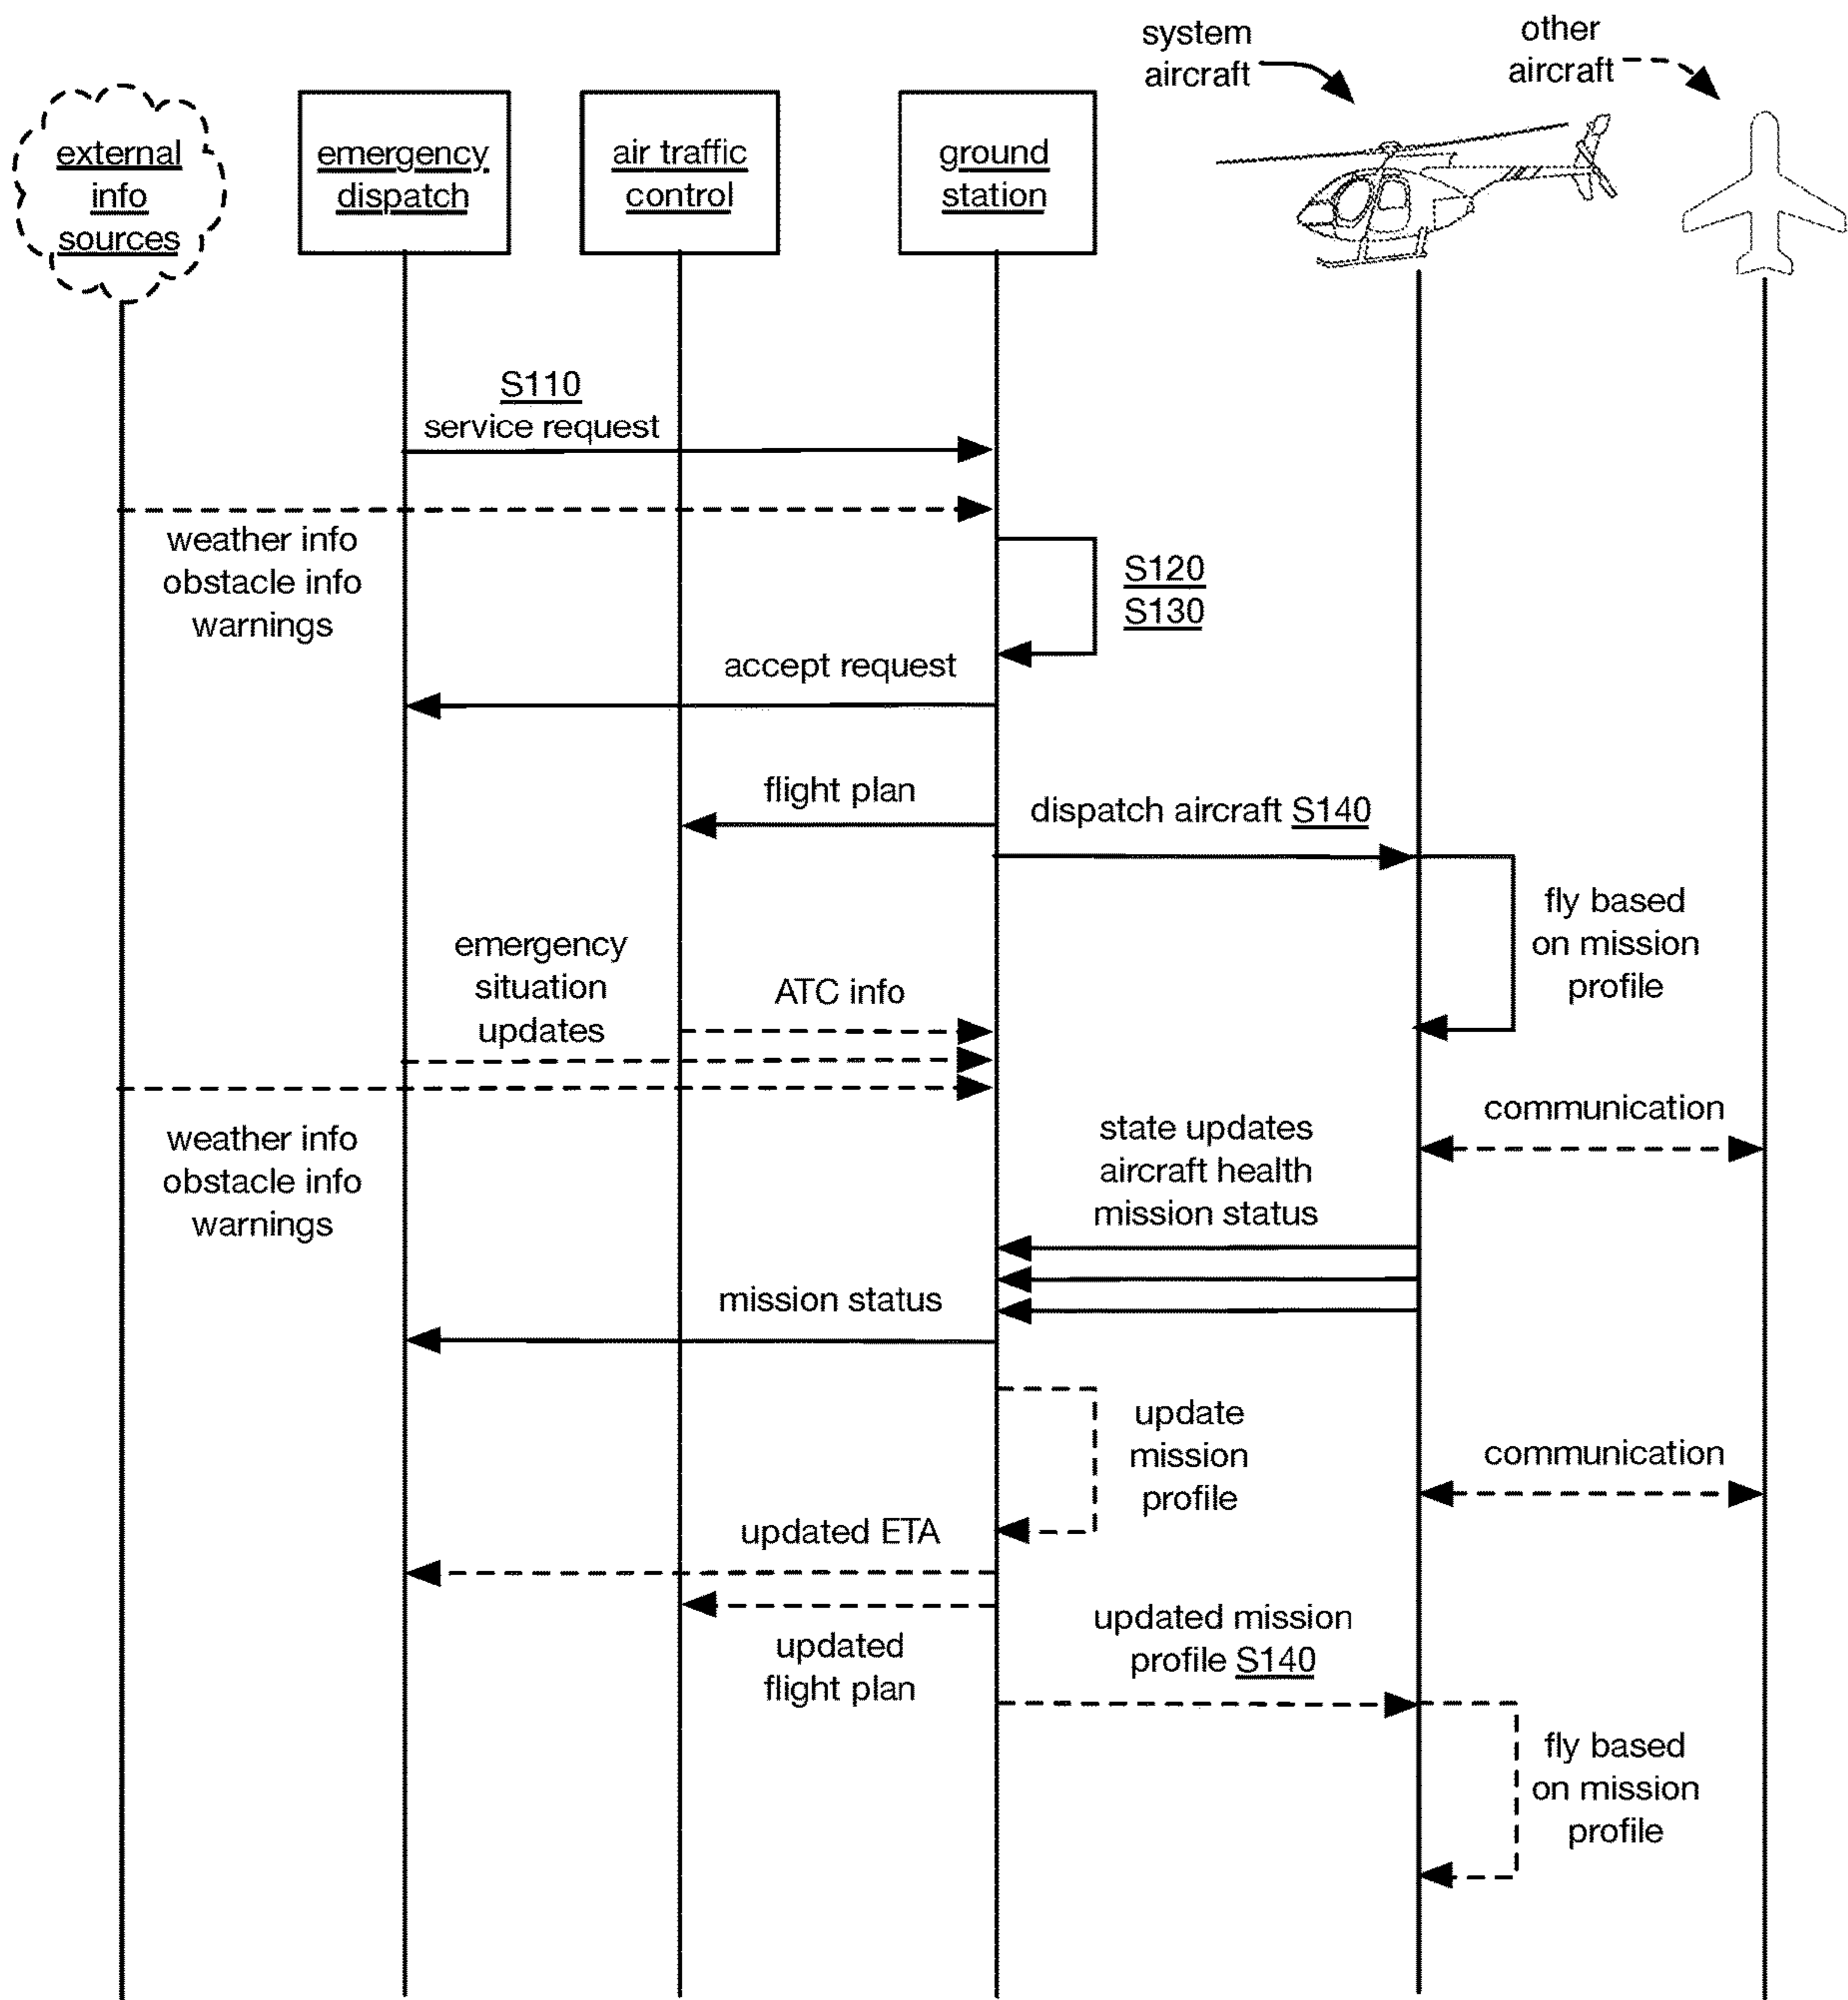 system
aircraft
other
aircraft
external
info
sources
emergency
dispatch
air traffic
control
ground
station
S110
service request
weather info
obstacle info
warnings
S120
S130
accept request
flight plan
dispatch aircraft S140
fly based
on mission
profile
emergency
situation
updates
ATC info
weather info
obstacle info
warnings
communication
state updates
aircraft health
mission status
mission status
update
mission
profile
communication
updated ETA
updated
flight plan
updated mission
profile S140
fly based
on mission
profile